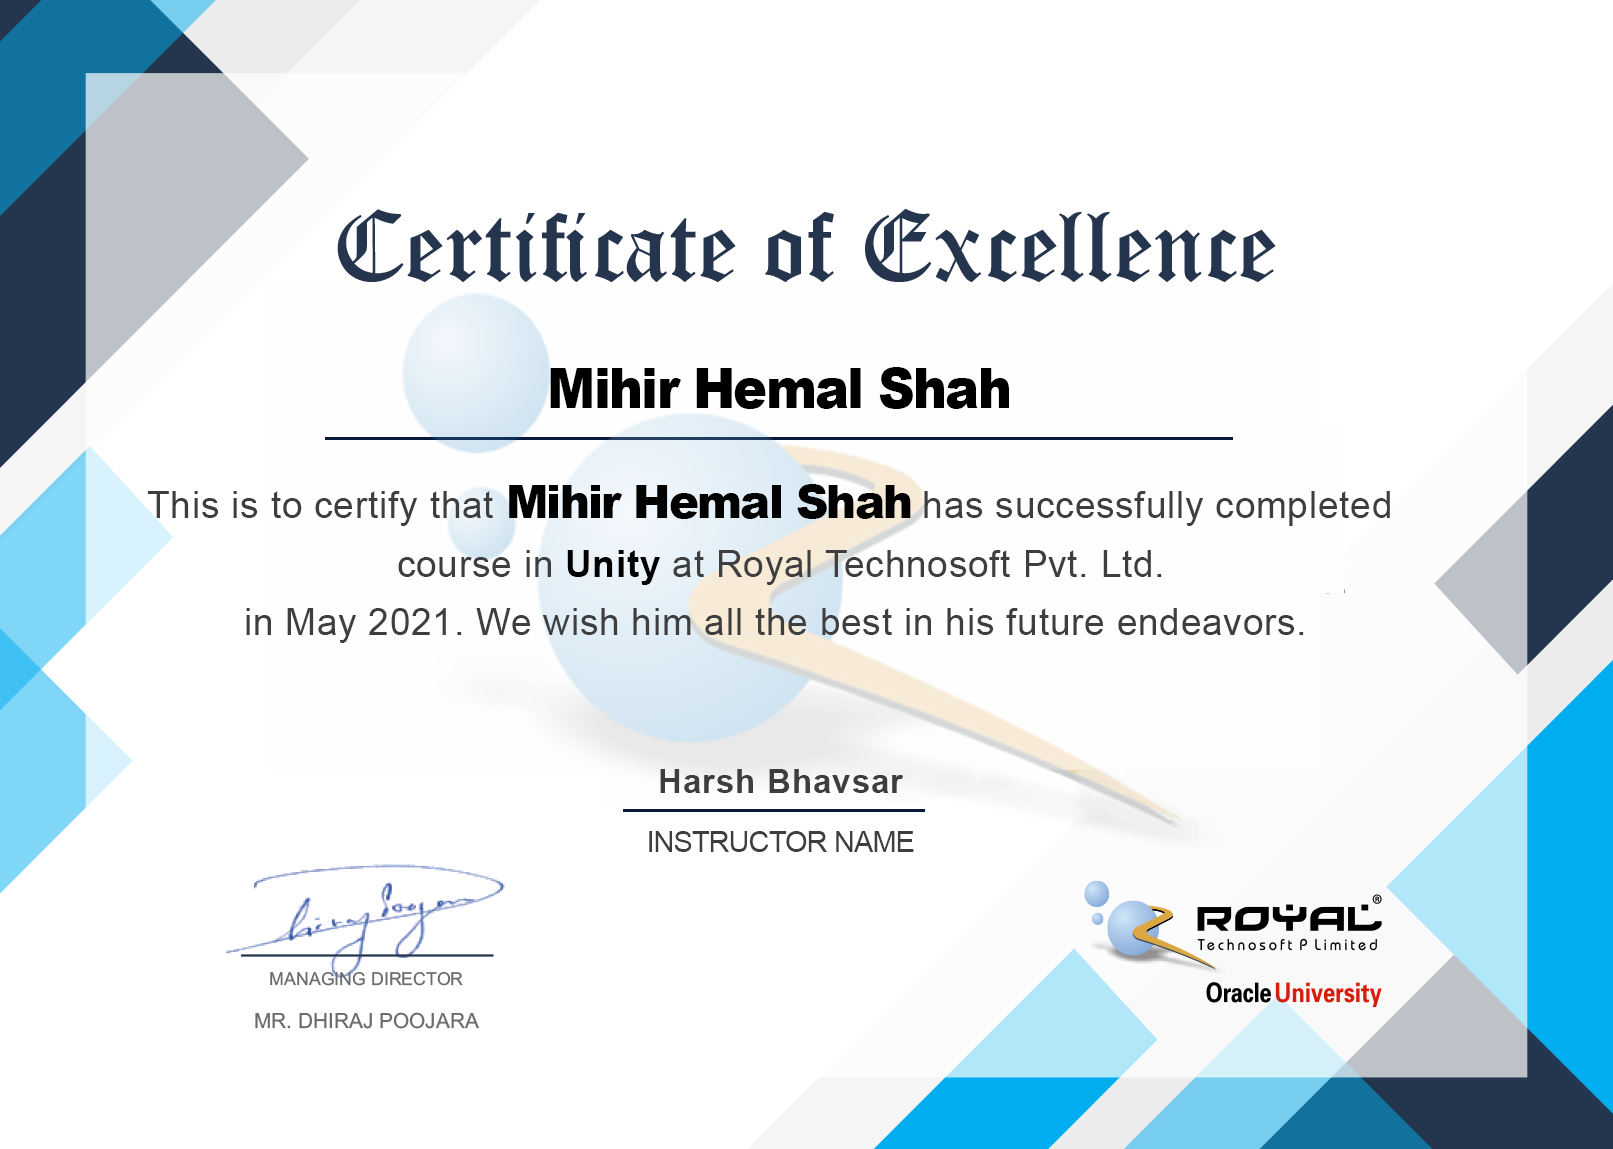 Certificate of Excellence
Mihir Hemal Shah
This is to certify that Mihir Hemal Shah has successfully completed
course in Unity at Royal Technosoft Pvt. Ltd.
in May 2021. We wish him all the best in his future endeavors.
Harsh Bhavsar
INSTRUCTOR NAME
Dhiraj Poojara
MANAGING DIRECTOR
MR. DHIRAJ POOJARA
ROYAL®
Technosoft P Limited
Oracle University